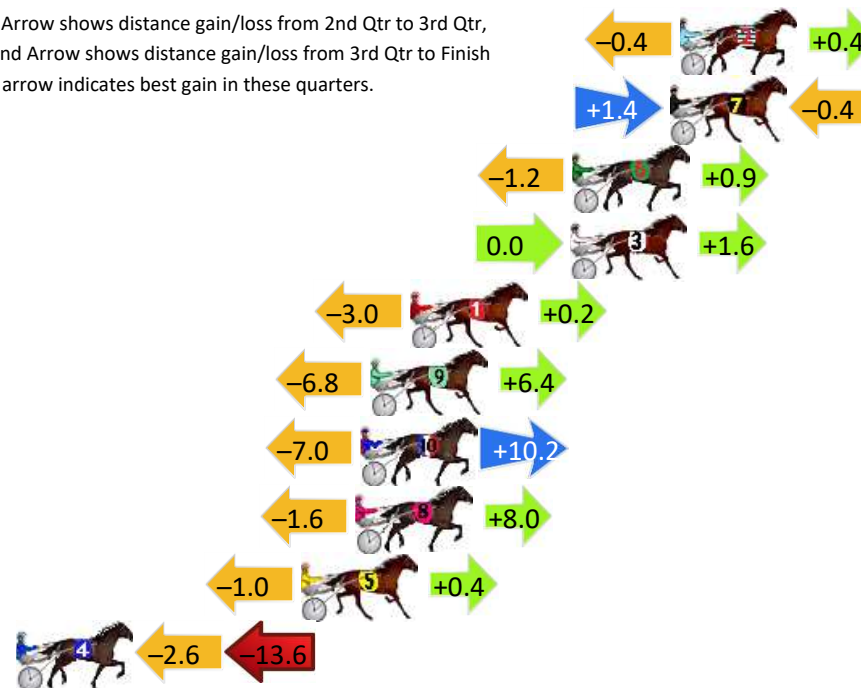 Arrow shows distance gain/loss from 2nd Qtr to 3rd Qtr,
nd Arrow shows distance gain/loss from 3rd Qtr to Finish
arrow indicates best gain in these quarters.
–0.4 2 +0.4
+1.4 7 –0.4
–1.2 6 +0.9
0.0 3 +1.6
–3.0 1 +0.2
–6.8 9 +6.4
–7.0 10 +10.2
–1.6 8 +8.0
–1.0 5 +0.4
4 –2.6 –13.6